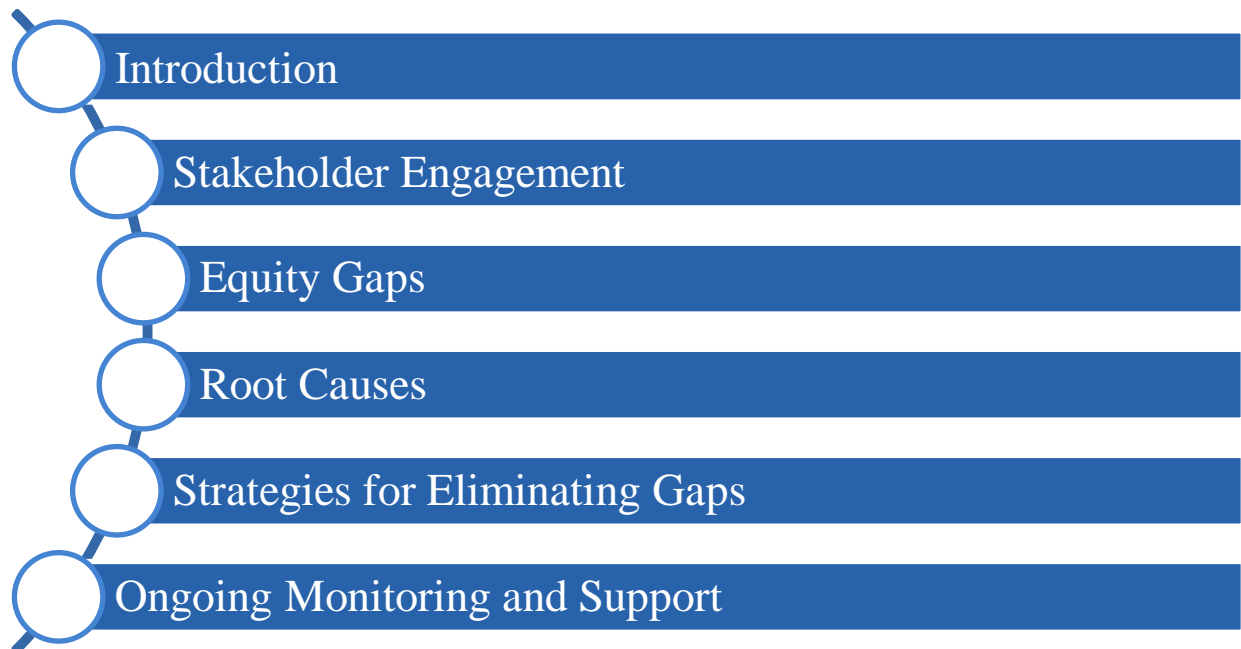 Introduction
Stakeholder Engagement
Equity Gaps
Root Causes
Strategies for Eliminating Gaps
Ongoing Monitoring and Support